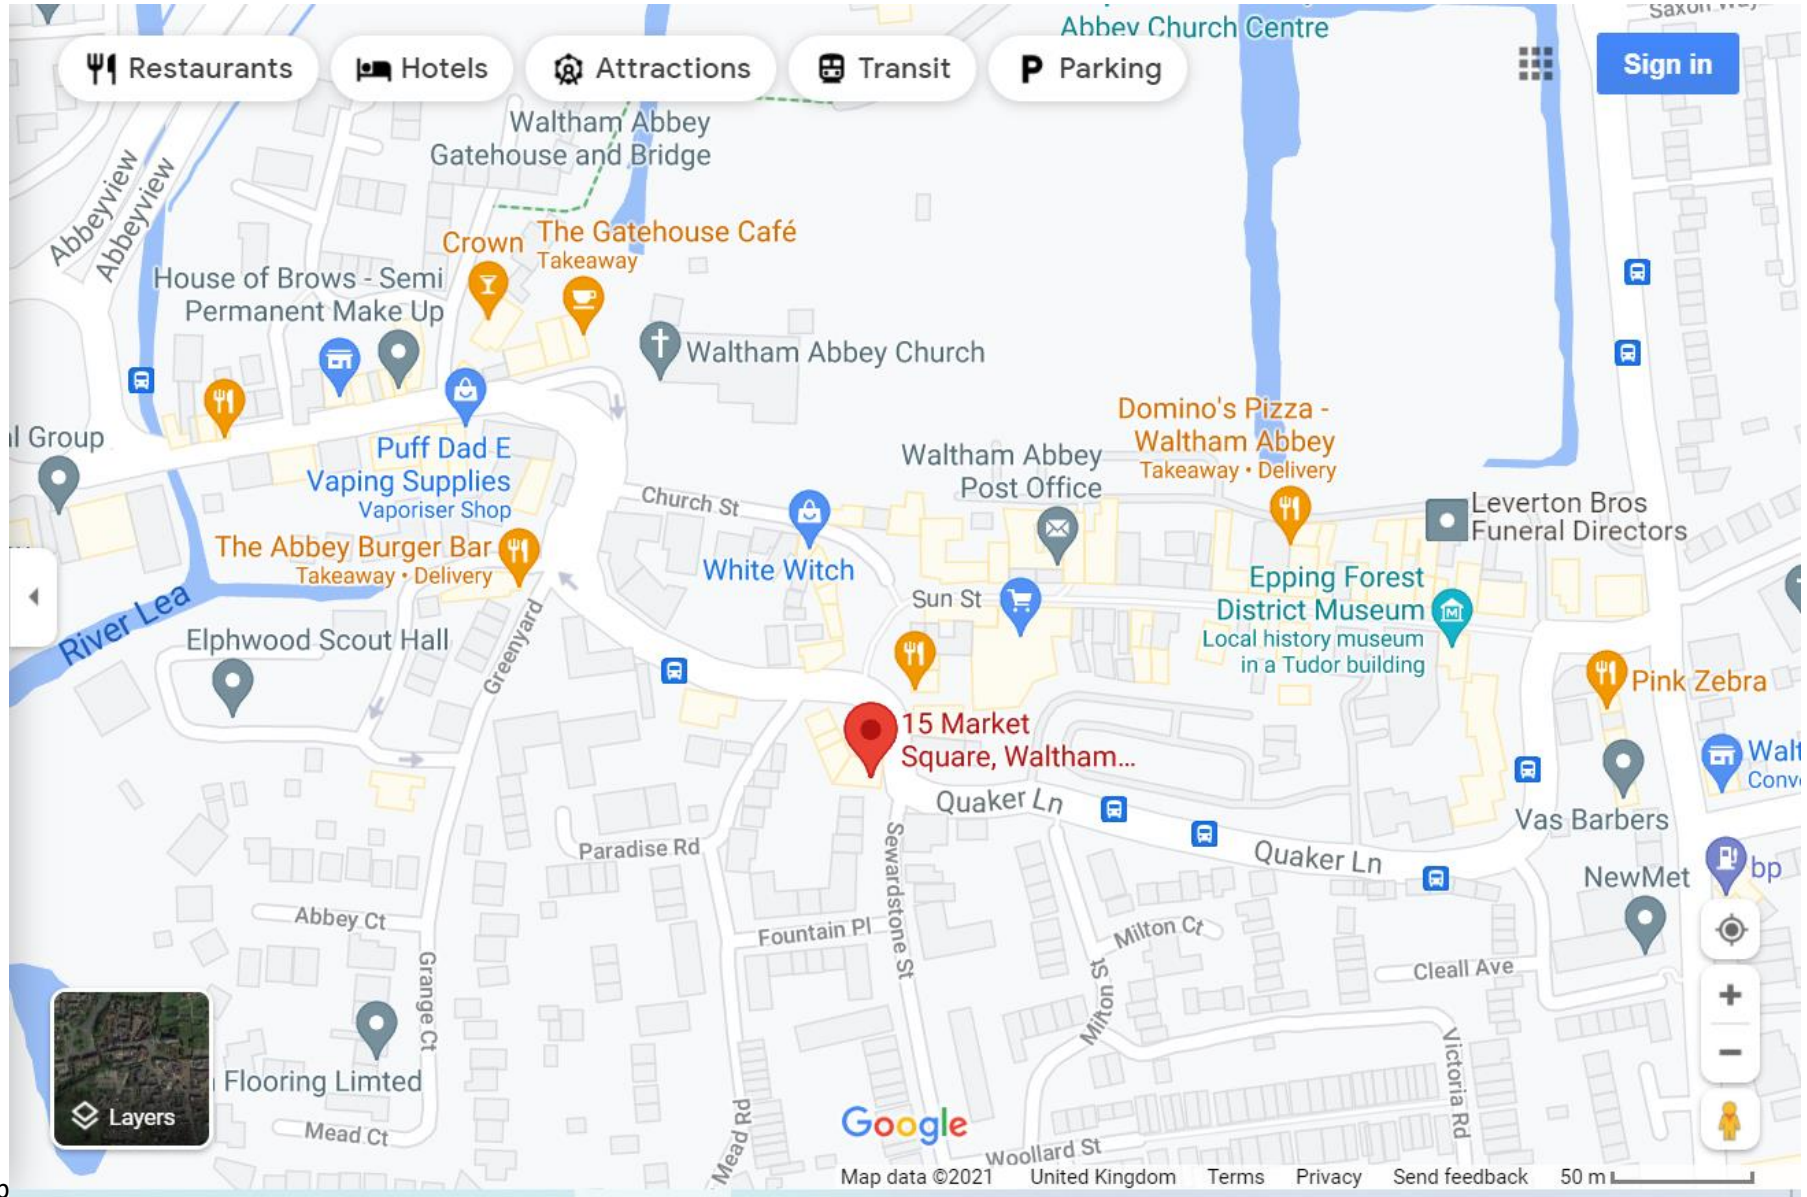 Abbey Church Centre
Restaurants
Hotels
Attractions
Transit
Parking
Sign in
Waltham Abbey
Gatehouse and Bridge
Abbeyview
Abbeyview
Crown
The Gatehouse Café
Takeaway
House of Brows - Semi
Permanent Make Up
Waltham Abbey Church
Domino's Pizza -
Waltham Abbey
Takeaway • Delivery
l Group
Puff Dad E
Vaping Supplies
Vaporiser Shop
Waltham Abbey
Post Office
Church St
Leverton Bros
Funeral Directors
The Abbey Burger Bar
Takeaway • Delivery
White Witch
Sun St
Epping Forest
District Museum
Local history museum
in a Tudor building
River Lea
Elphwood Scout Hall
Greenyard
Pink Zebra
15 Market
Square, Waltham...
Walt
Conv
Quaker Ln
Vas Barbers
Paradise Rd
Sewardstone St
Quaker Ln
bp
NewMet
Abbey Ct
Fountain Pl
Milton Ct
Grange Ct
Milton St
Cleall Ave
Victoria Rd
Flooring Limted
Layers
Mead Ct
Mead Rd
Google
Woollard St
Map data ©2021
United Kingdom
Terms
Privacy
Send feedback
50 m